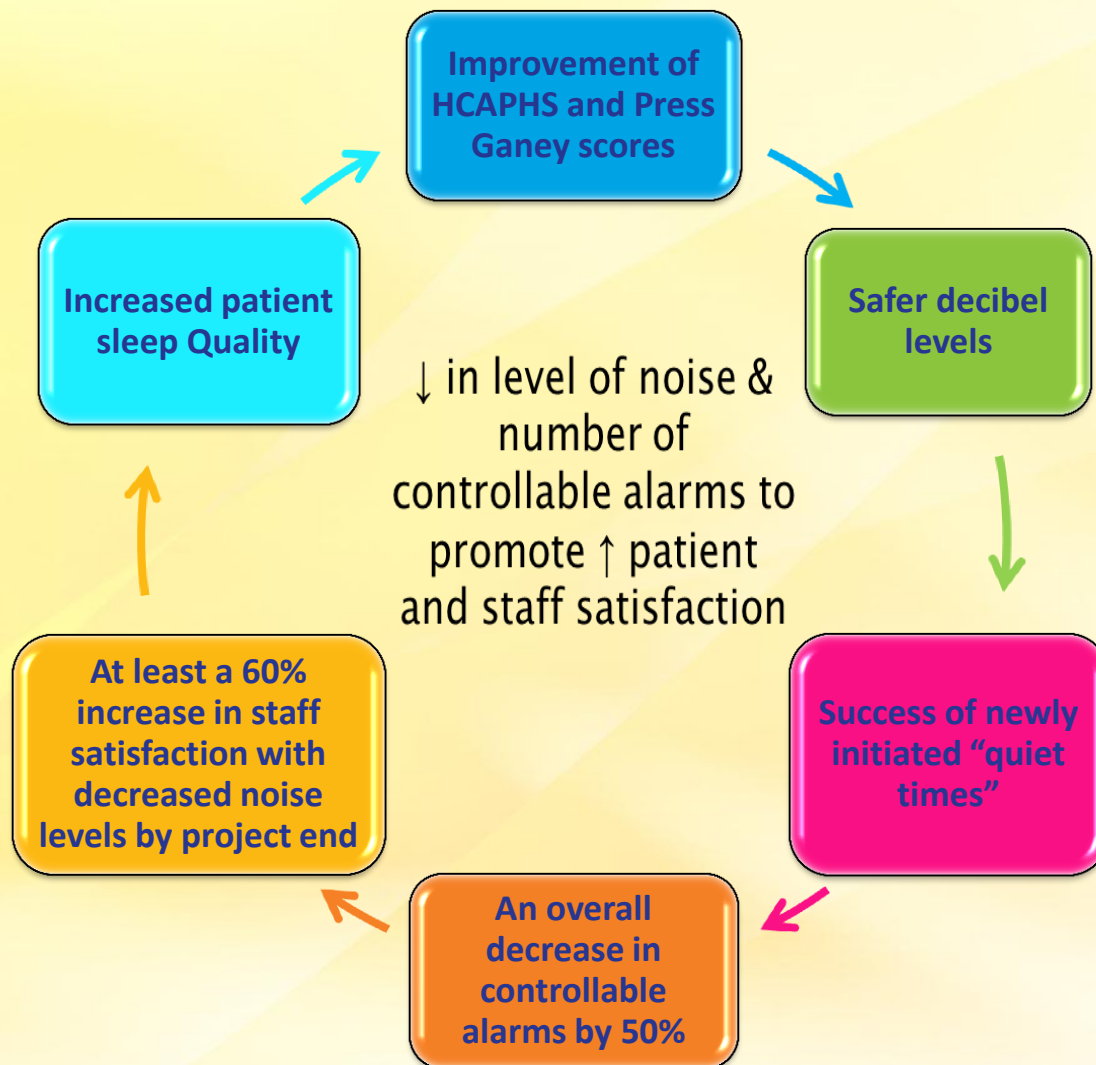 Improvement of
HCAPHS and Press
Ganey scores
Safer decibel
levels
Success of newly
initiated “quiet
times”
An overall
decrease in
controllable
alarms by 50%
At least a 60%
increase in staff
satisfaction with
decreased noise
levels by project end
Increased patient
sleep Quality
↓ in level of noise &
number of
controllable alarms to
promote ↑ patient
and staff satisfaction